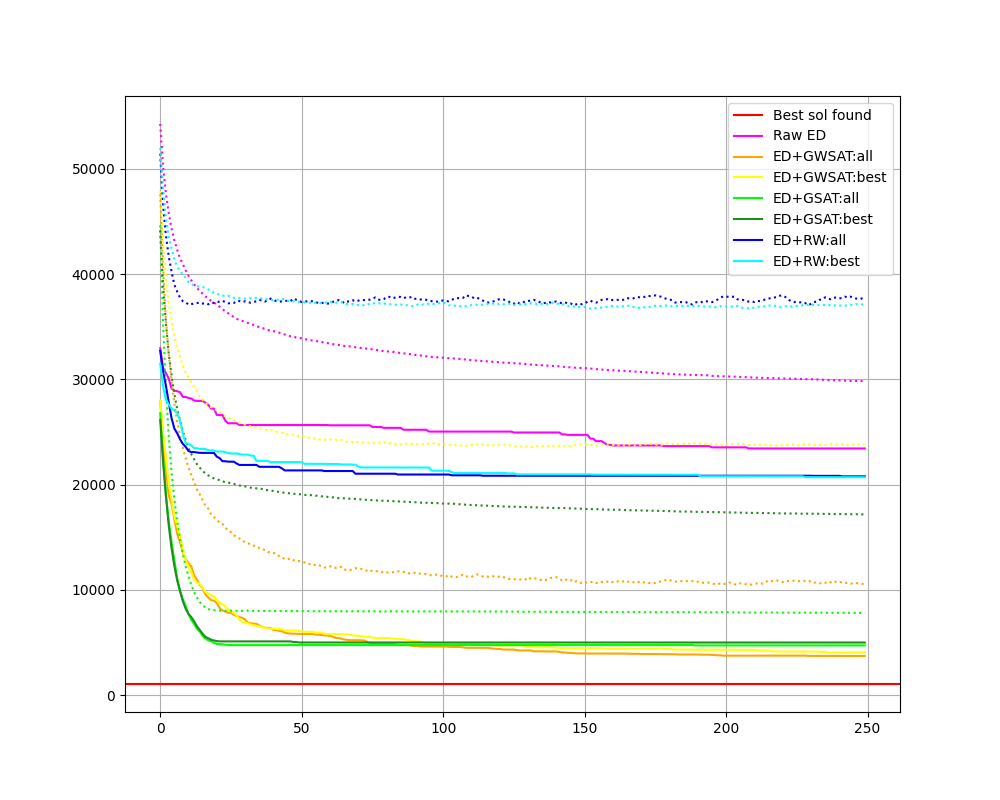 Best sol found
Raw ED
ED+GWSAT:all
ED+GWSAT:best
ED+GSAT:all
ED+GSAT:best
ED+RW:all
ED+RW:best
50000
40000
30000
20000
10000
0
0 50 100 150 200 250